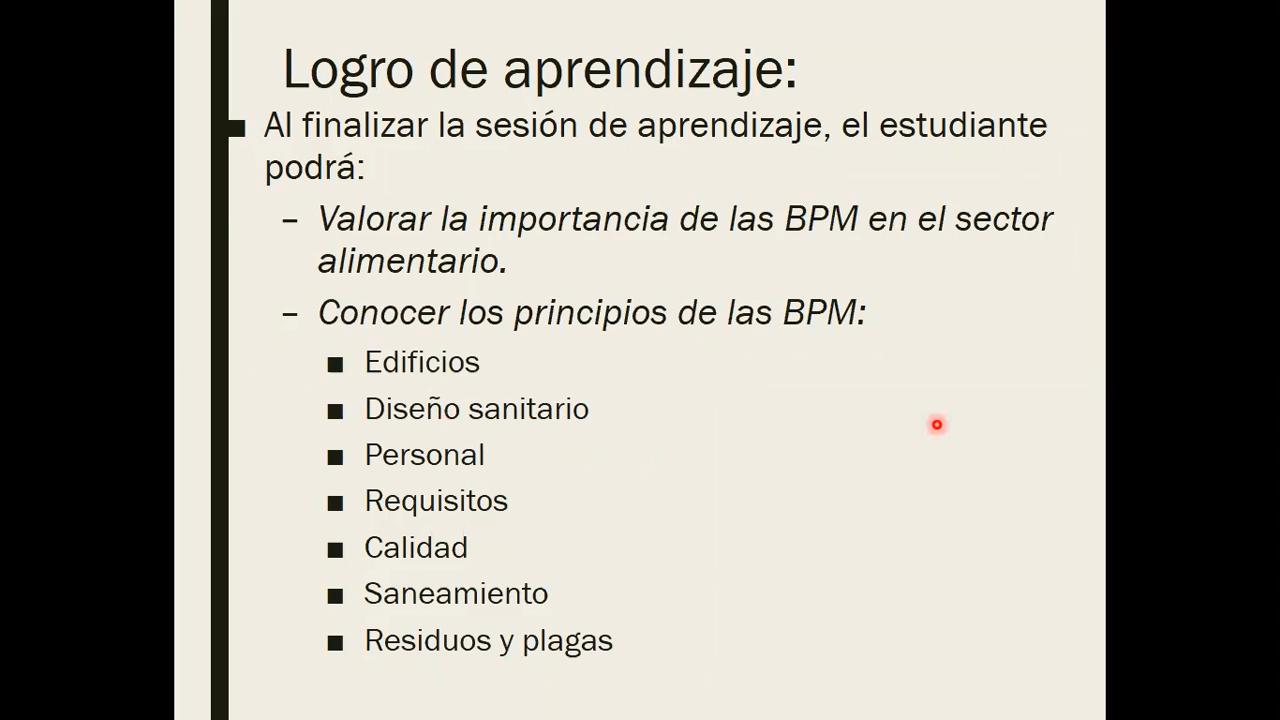 Logro de aprendizaje:
■ Al finalizar la sesión de aprendizaje, el estudiante
podrá:
– Valorar la importancia de las BPM en el sector
alimentario.
– Conocer los principios de las BPM:
■ Edificios
■ Diseño sanitario
■ Personal
■ Requisitos
■ Calidad
■ Saneamiento
■ Residuos y plagas